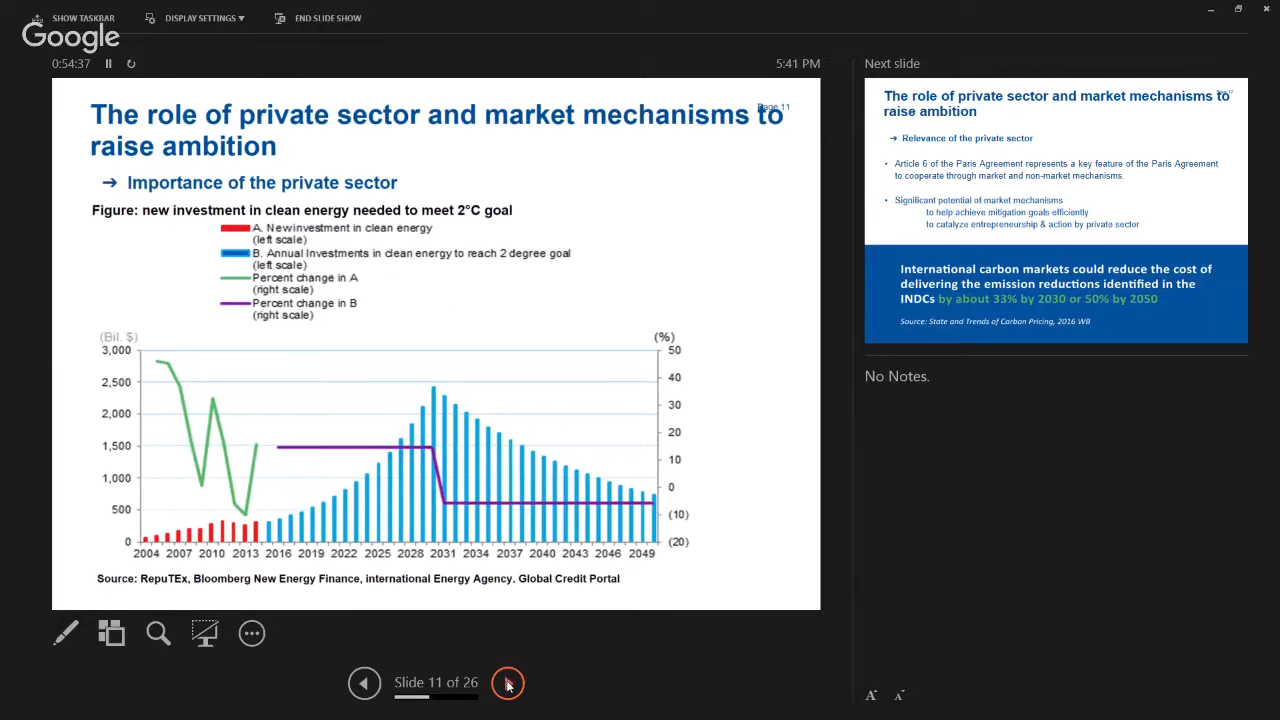 SHOW TASKBAR
DISPLAY SETTINGS ▼
END SLIDE SHOW
Google
0:54:37
5:41 PM
Page 11
The role of private sector and market mechanisms to
raise ambition
➔ Importance of the private sector
Figure: new investment in clean energy needed to meet 2°C goal
A. New investment in clean energy
(left scale)
B. Annual Investments in clean energy to reach 2 degree goal
(left scale)
Percent change in A
(right scale)
Percent change in B
(right scale)
(Bil. $)
(%)
3,000
2,500
2,000
1,500
1,000
500
0
50
40
30
20
10
0
(10)
(20)
2004 2007 2010 2013 2016 2019 2022 2025 2028 2031 2034 2037 2040 2043 2046 2049
Source: RepuTEx, Bloomberg New Energy Finance, international Energy Agency. Global Credit Portal
Slide 11 of 26
Next slide
The role of private sector and market mechanisms to
raise ambition
➔ Relevance of the private sector
• Article 6 of the Paris Agreement represents a key feature of the Paris Agreement
to cooperate through market and non-market mechanisms.
• Significant potential of market mechanisms
to help achieve mitigation goals efficiently
to catalyze entrepreneurship & action by private sector
International carbon markets could reduce the cost of
delivering the emission reductions identified in the
INDCs by about 33% by 2030 or 50% by 2050
Source: State and Trends of Carbon Pricing, 2016 WB
No Notes.
A A